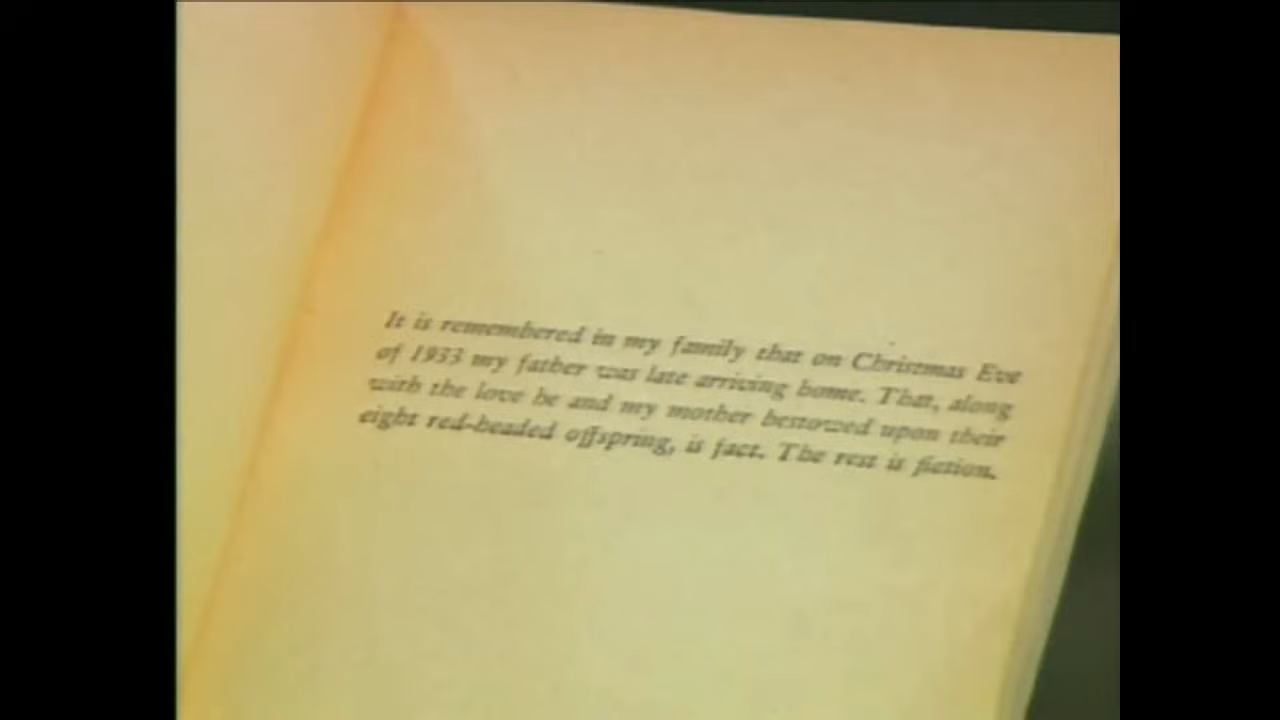 It is remembered in my family that on Christmas Eve
of 1933 my father was late arriving home. That, along
with the love he and my mother bestowed upon their
eight red-headed offspring, is fact. The rest is fiction.